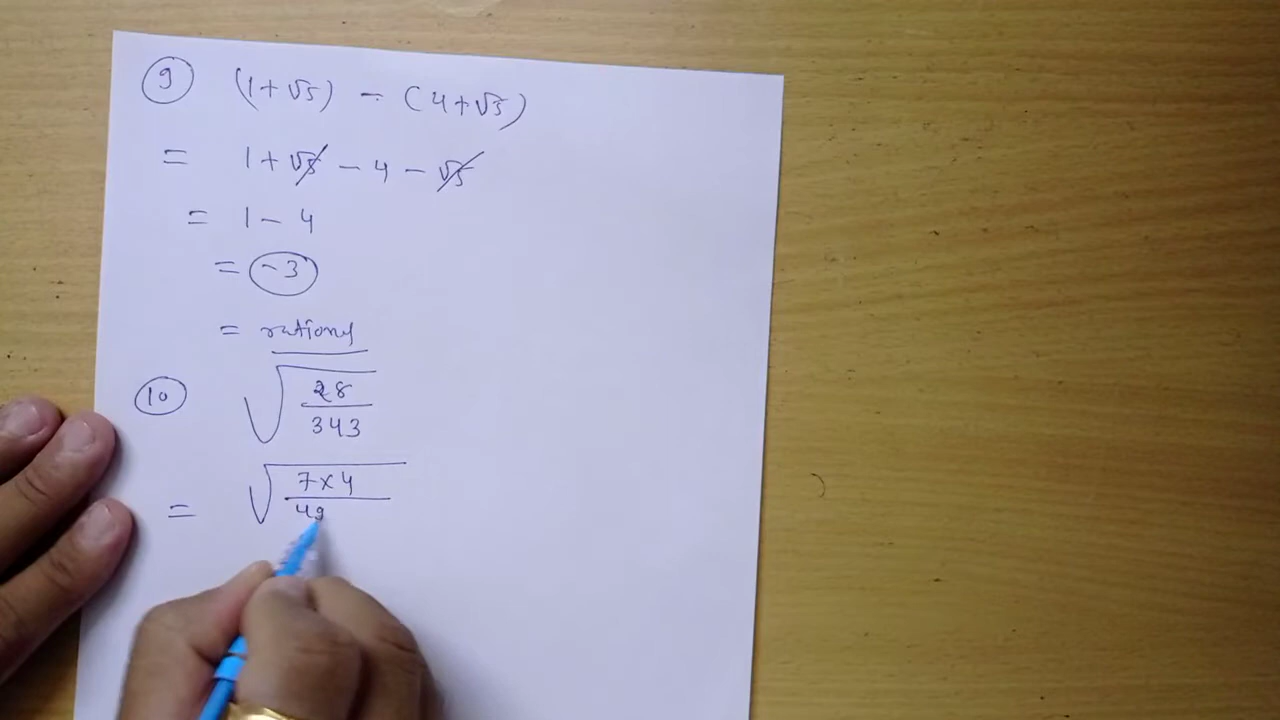 9 (1+√5) - (4+√5)
= 1+√5 - 4 - √5
= 1 - 4
= -3
= rational
10 √28/343
= √7×4/49